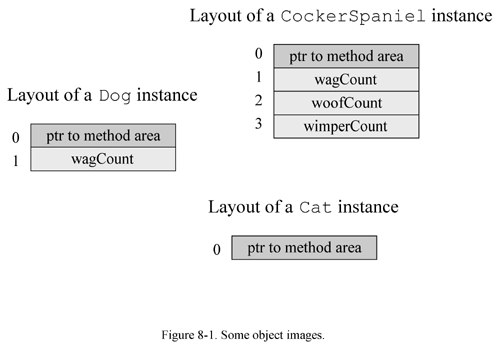 Layout of a CockerSpaniel instance
0 ptr to method area
1 wagCount
2 woofCount
3 wimperCount
Layout of a Dog instance
0 ptr to method area
1 wagCount
Layout of a Cat instance
0 ptr to method area
Figure 8-1. Some object images.